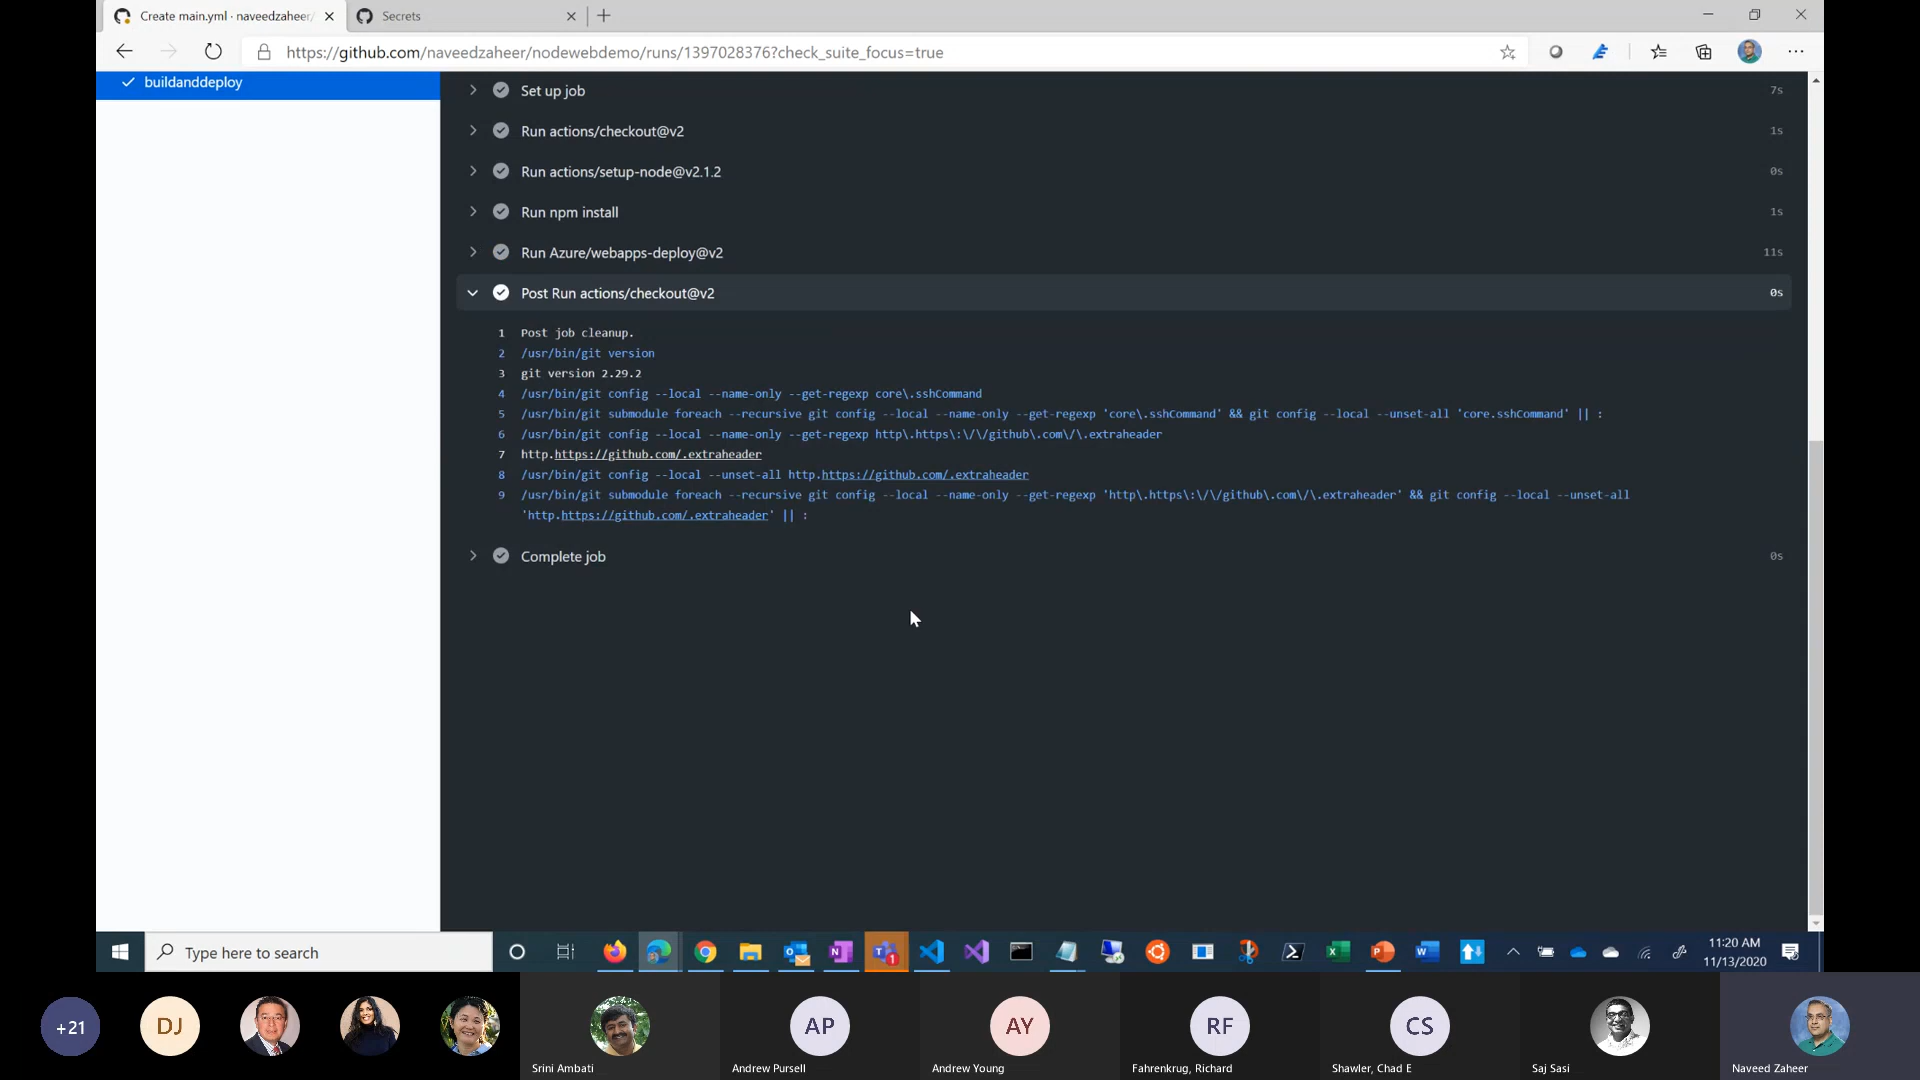 Create main.yml · naveedzaheer/
Secrets
https://github.com/naveedzaheer/nodewebdemo/runs/1397028376?check_suite_focus=true
buildanddeploy
Set up job 7s
Run actions/checkout@v2 1s
Run actions/setup-node@v2.1.2 0s
Run npm install 1s
Run Azure/webapps-deploy@v2 11s
Post Run actions/checkout@v2 0s
1 Post job cleanup.
2 /usr/bin/git version
3 git version 2.29.2
4 /usr/bin/git config --local --name-only --get-regexp core\.sshCommand
5 /usr/bin/git submodule foreach --recursive git config --local --name-only --get-regexp 'core\.sshCommand' && git config --local --unset-all 'core.sshCommand' || :
6 /usr/bin/git config --local --name-only --get-regexp http\.https\:\/\/github\.com\/\.extraheader
7 http.https://github.com/.extraheader
8 /usr/bin/git config --local --unset-all http.https://github.com/.extraheader
9 /usr/bin/git submodule foreach --recursive git config --local --name-only --get-regexp 'http\.https\:\/\/github\.com\/\.extraheader' && git config --local --unset-all
'http.https://github.com/.extraheader' || :
Complete job 0s
Type here to search
11:20 AM
11/13/2020
+21
DJ
AP
AY
RF
CS
Srini Ambati
Andrew Pursell
Andrew Young
Fahrenkrug, Richard
Shawler, Chad E
Saj Sasi
Naveed Zaheer